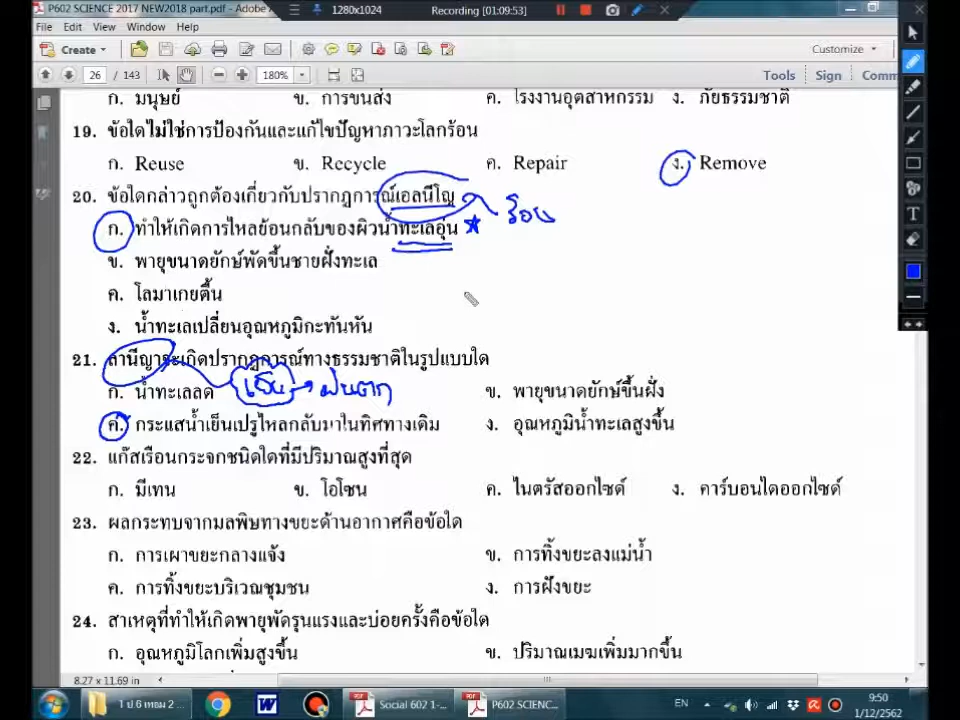 P602 SCIENCE 2017 NEW2018 part.pdf - Adobe
1280x1024
Recording [01:09:53]
File Edit View Window Help
Create
Customize
26 / 143
180%
Tools Sign Comm
ก. มนุษย์ ข. การขนส่ง ค. โรงงานอุตสาหกรรม ง. ภัยธรรมชาติ
19. ข้อใดไม่ใช่การป้องกันและแก้ไขปัญหาภาวะโลกร้อน
ก. Reuse ข. Recycle ค. Repair ง. Remove
20. ข้อใดกล่าวถูกต้องเกี่ยวกับปรากฏการณ์เอลนีโญ
ร้อน
ก. ทำให้เกิดการไหลย้อนกลับของผิวน้ำทะเลอุ่น
ข. พายุขนาดยักษ์พัดขึ้นชายฝั่งทะเล
ค. โลมาเกยตื้น
ง. น้ำทะเลเปลี่ยนอุณหภูมิกะทันหัน
21. ลานีญาจะเกิดปรากฏการณ์ทางธรรมชาติในรูปแบบใด
ก. น้ำทะเลลด เย็น ฝนตก ข. พายุขนาดยักษ์ขึ้นฝั่ง
ค. กระแสน้ำเย็นเปรูไหลกลับมาในทิศทางเดิม ง. อุณหภูมิน้ำทะเลสูงขึ้น
22. แก๊สเรือนกระจกชนิดใดที่มีปริมาณสูงที่สุด
ก. มีเทน ข. โอโซน ค. ไนตรัสออกไซด์ ง. คาร์บอนไดออกไซด์
23. ผลกระทบจากมลพิษทางขยะด้านอากาศคือข้อใด
ก. การเผาขยะกลางแจ้ง ข. การทิ้งขยะลงแม่น้ำ
ค. การทิ้งขยะบริเวณชุมชน ง. การฝังขยะ
24. สาเหตุที่ทำให้เกิดพายุพัดรุนแรงและบ่อยครั้งคือข้อใด
ก. อุณหภูมิโลกเพิ่มสูงขึ้น ข. ปริมาณเมฆเพิ่มมากขึ้น
8.27 x 11.69 in
1 ป 6 เทอม 2 Social 602 1-... P602 SCIENC... EN 9:50
1/12/2562